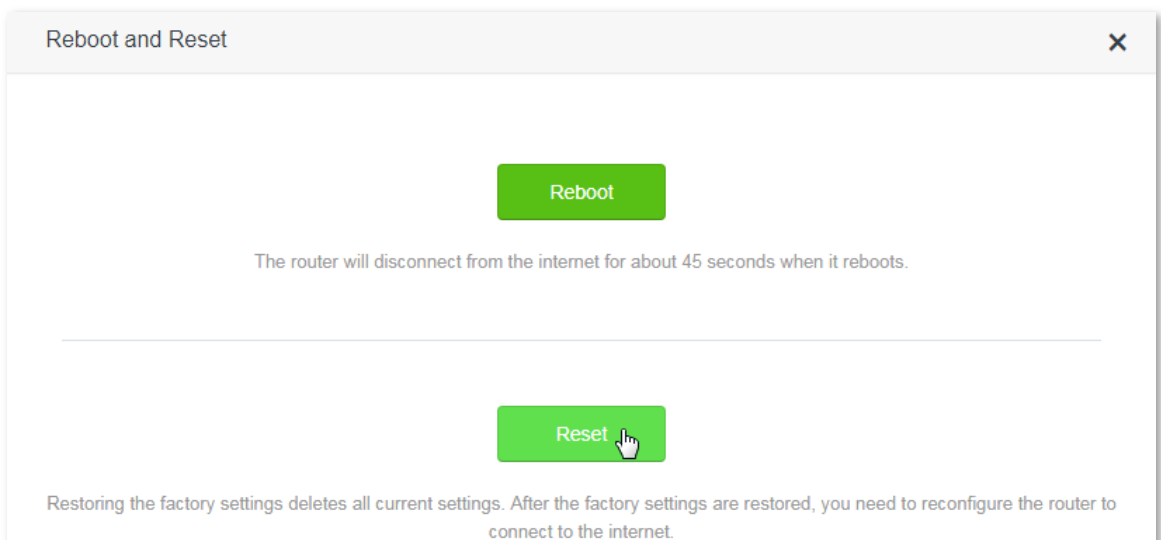 Reboot and Reset
Reboot
The router will disconnect from the internet for about 45 seconds when it reboots.
Reset
Restoring the factory settings deletes all current settings. After the factory settings are restored, you need to reconfigure the router to
connect to the internet.